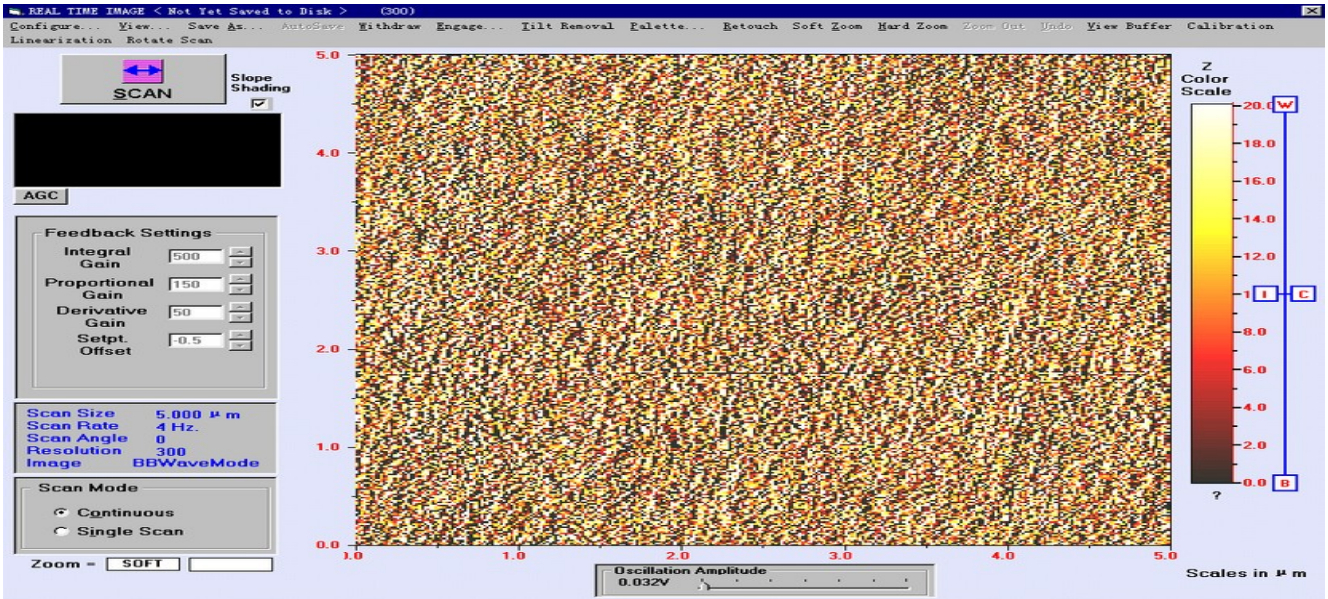 REAL TIME IMAGE < Not Yet Saved to Disk > (300)
Configure... View... Save As... AutoSave Withdraw Engage... Tilt Removal Palette... Retouch Soft Zoom Hard Zoom Zoom Out Undo View Buffer Calibration
Linearization Rotate Scan
SCAN
Slope
Shading
AGC
Feedback Settings
Integral
Gain
500
Proportional
Gain
150
Derivative
Gain
50
Setpt.
Offset
-0.5
Scan Size 5.000 µ m
Scan Rate 4 Hz.
Scan Angle 0
Resolution 300
Image BBWaveMode
Scan Mode
Continuous
Single Scan
Zoom = SOFT
5.0
4.0
3.0
2.0
1.0
0.0
1.0 2.0 3.0 4.0 5.0
Oscillation Amplitude
0.032V
Z
Color
Scale
20.0 W
18.0
16.0
14.0
12.0
I C
8.0
6.0
4.0
2.0
0.0 B
?
Scales in µ m